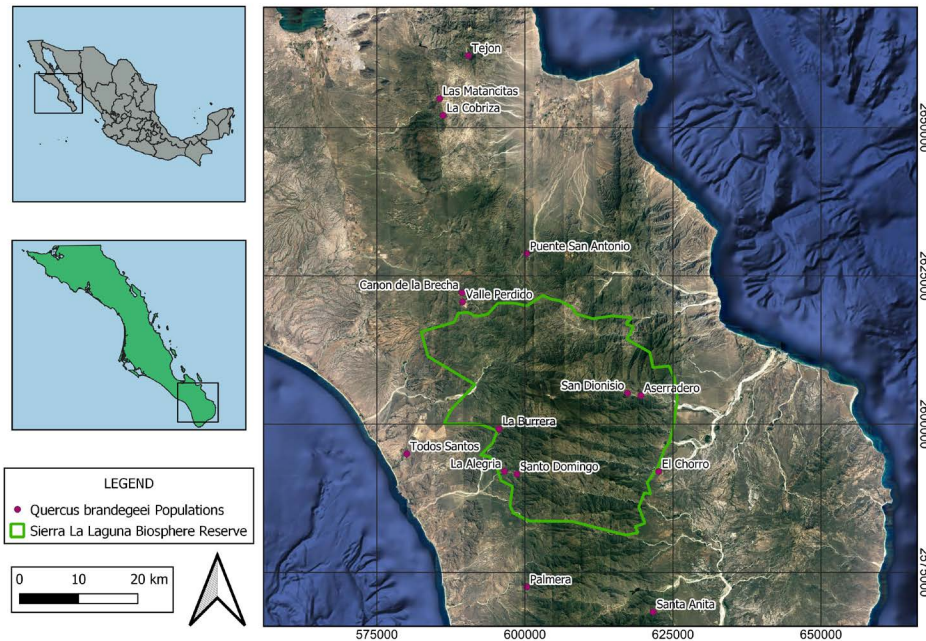 Tejon
Las Matancitas
La Cobriza
Puente San Antonio
Canon de la Brecha
Valle Perdido
San Dionisio
Aserradero
La Burrera
Todos Santos
La Alegria
Santo Domingo
El Chorro
Palmera
Santa Anita
2650000
2625000
2600000
2575000
575000
600000
625000
650000
LEGEND
Quercus brandegeei Populations
Sierra La Laguna Biosphere Reserve
0 10 20 km